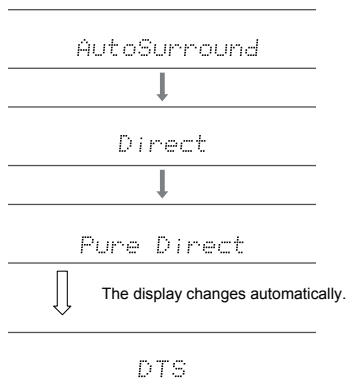 AutoSurround
Direct
Pure Direct
The display changes automatically.
DTS